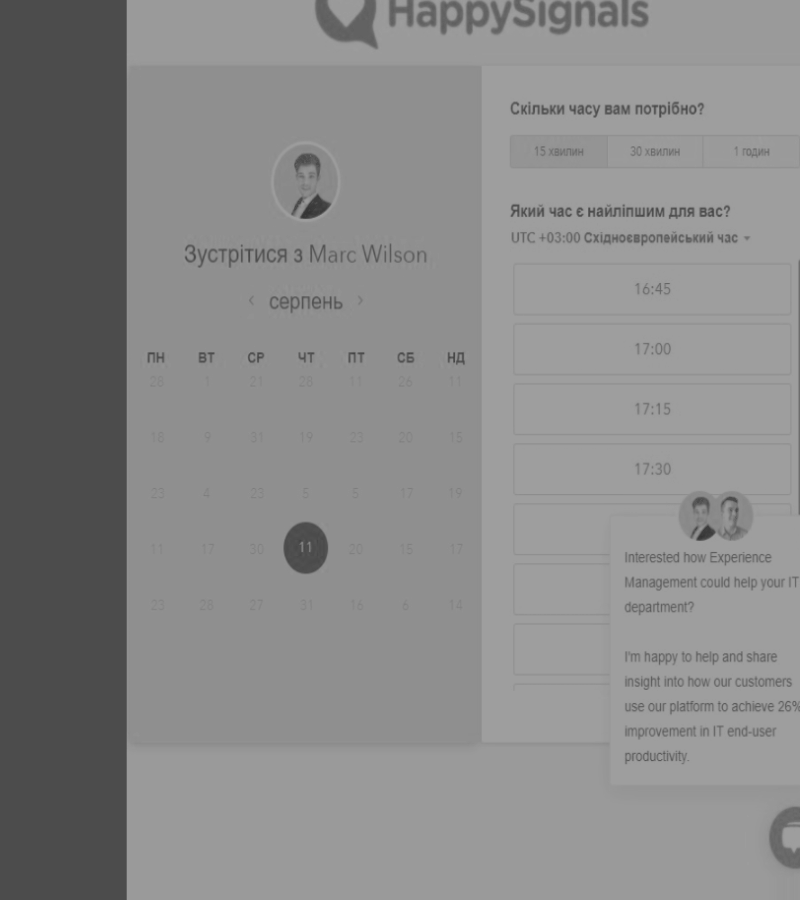 HappySignals
Зустрітися з Marc Wilson
‹ серпень ›
ПН ВТ СР ЧТ ПТ СБ НД
28 1 21 28 11 26 11
18 9 31 19 23 20 15
23 4 23 5 5 17 19
11 17 30 11 20 15 17
23 28 27 31 16 6 14
Скільки часу вам потрібно?
15 хвилин 30 хвилин 1 годин
Який час є найліпшим для вас?
UTC +03:00 Східноєвропейський час
16:45
17:00
17:15
17:30
Interested how Experience
Management could help your IT
department?
I'm happy to help and share
insight into how our customers
use our platform to achieve 26%
improvement in IT end-user
productivity.